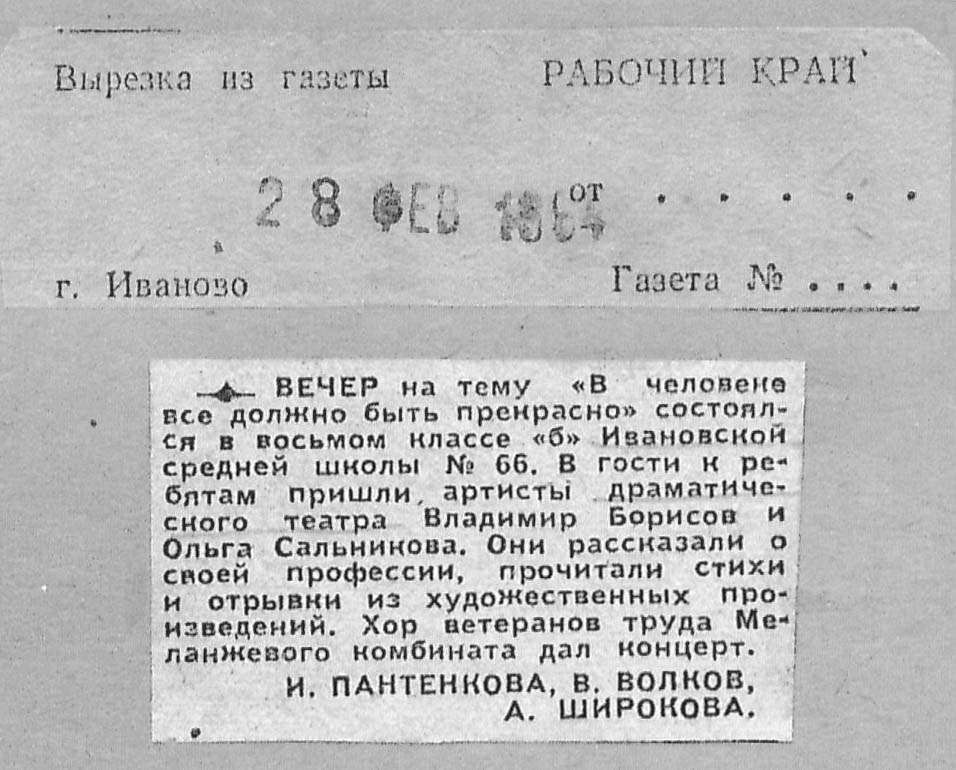 Вырезка из газеты РАБОЧИЙ КРАЙ
28 ФЕВ от . . . . .
г. Иваново Газета № ....
ВЕЧЕР на тему «В человеке
все должно быть прекрасно» состоял-
ся в восьмом классе «б» Ивановской
средней школы № 66. В гости к ре-
бятам пришли артисты драматиче-
ского театра Владимир Борисов и
Ольга Сальникова. Они рассказали о
своей профессии, прочитали стихи
и отрывки из художественных про-
изведений. Хор ветеранов труда Ме-
ланжевого комбината дал концерт.
И. ПАНТЕНКОВА, В. ВОЛКОВ,
А. ШИРОКОВА.